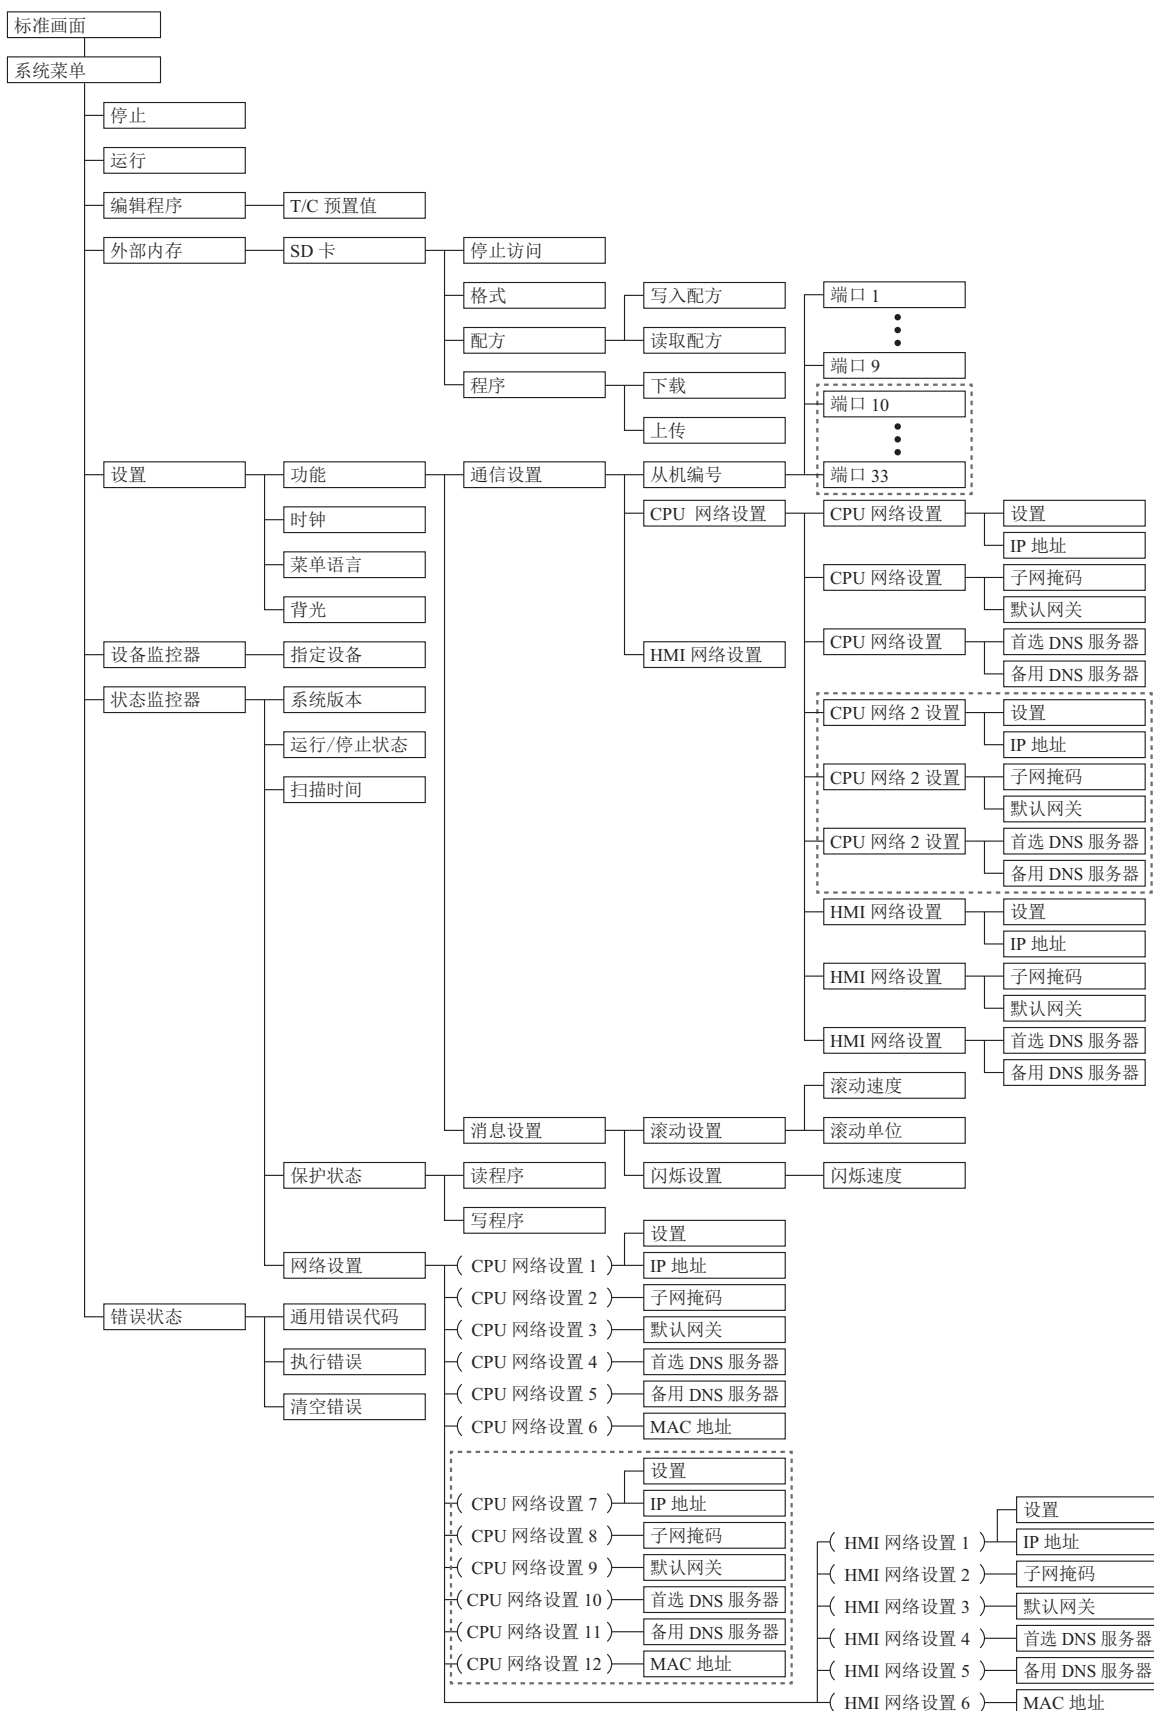 标准画面
系统菜单
停止
运行
编辑程序
T/C 预置值
外部内存
SD 卡
停止访问
格式
写入配方
端口 1
配方
读取配方
端口 9
程序
下载
端口 10
上传
设置
功能
通信设置
从机编号
端口 33
时钟
CPU 网络设置
CPU 网络设置
设置
IP 地址
菜单语言
CPU 网络设置
子网掩码
默认网关
背光
设备监控器
指定设备
HMI 网络设置
CPU 网络设置
首选 DNS 服务器
备用 DNS 服务器
状态监控器
系统版本
CPU 网络 2 设置
设置
运行/停止状态
IP 地址
扫描时间
CPU 网络 2 设置
子网掩码
默认网关
CPU 网络 2 设置
首选 DNS 服务器
备用 DNS 服务器
HMI 网络设置
设置
IP 地址
HMI 网络设置
子网掩码
默认网关
HMI 网络设置
首选 DNS 服务器
备用 DNS 服务器
滚动速度
消息设置
滚动设置
滚动单位
保护状态
读程序
闪烁设置
闪烁速度
写程序
设置
网络设置
CPU 网络设置 1
IP 地址
CPU 网络设置 2
子网掩码
错误状态
通用错误代码
CPU 网络设置 3
默认网关
执行错误
CPU 网络设置 4
首选 DNS 服务器
CPU 网络设置 5
备用 DNS 服务器
清空错误
CPU 网络设置 6
MAC 地址
设置
CPU 网络设置 7
IP 地址
CPU 网络设置 8
子网掩码
CPU 网络设置 9
默认网关
CPU 网络设置 10
首选 DNS 服务器
CPU 网络设置 11
备用 DNS 服务器
CPU 网络设置 12
MAC 地址
设置
HMI 网络设置 1
IP 地址
HMI 网络设置 2
子网掩码
HMI 网络设置 3
默认网关
HMI 网络设置 4
首选 DNS 服务器
HMI 网络设置 5
备用 DNS 服务器
HMI 网络设置 6
MAC 地址